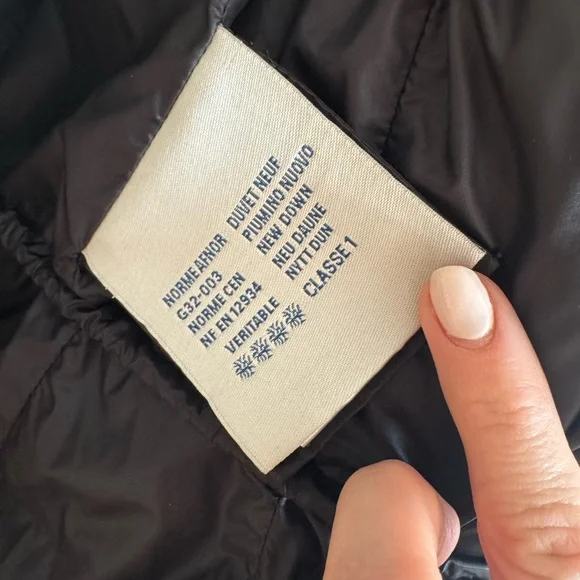 DUVET NEUF
PIUMINO NUOVO
NEW DOWN
NEU DAUNE
NYTT DUN
CLASSE 1
NORME AFNOR
G32-003
NORME CEN
NF EN 12934
VERITABLE